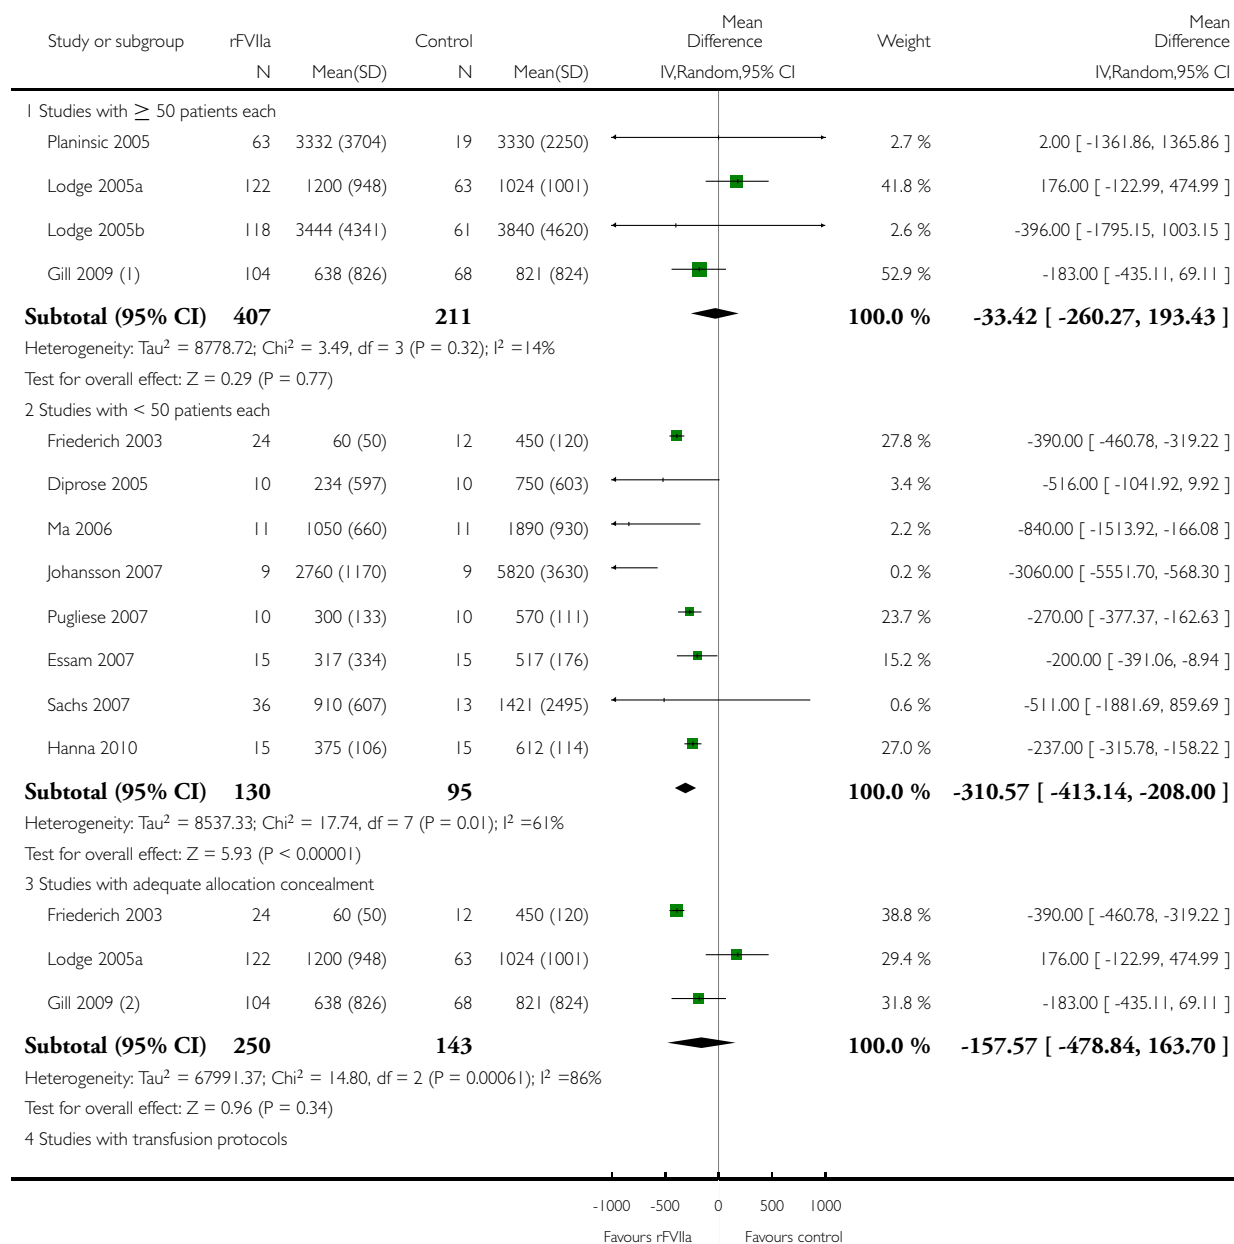 Mean Mean
Study or subgroup rFVIIa Control Difference Weight Difference
N Mean(SD) N Mean(SD) IV,Random,95% CI IV,Random,95% CI
1 Studies with ≥ 50 patients each
Planinsic 2005 63 3332 (3704) 19 3330 (2250) 2.7 % 2.00 [ -1361.86, 1365.86 ]
Lodge 2005a 122 1200 (948) 63 1024 (1001) 41.8 % 176.00 [ -122.99, 474.99 ]
Lodge 2005b 118 3444 (4341) 61 3840 (4620) 2.6 % -396.00 [ -1795.15, 1003.15 ]
Gill 2009 (1) 104 638 (826) 68 821 (824) 52.9 % -183.00 [ -435.11, 69.11 ]
Subtotal (95% CI) 407 211 100.0 % -33.42 [ -260.27, 193.43 ]
Heterogeneity: Tau² = 8778.72; Chi² = 3.49, df = 3 (P = 0.32); I² =14%
Test for overall effect: Z = 0.29 (P = 0.77)
2 Studies with < 50 patients each
Friederich 2003 24 60 (50) 12 450 (120) 27.8 % -390.00 [ -460.78, -319.22 ]
Diprose 2005 10 234 (597) 10 750 (603) 3.4 % -516.00 [ -1041.92, 9.92 ]
Ma 2006 11 1050 (660) 11 1890 (930) 2.2 % -840.00 [ -1513.92, -166.08 ]
Johansson 2007 9 2760 (1170) 9 5820 (3630) 0.2 % -3060.00 [ -5551.70, -568.30 ]
Pugliese 2007 10 300 (133) 10 570 (111) 23.7 % -270.00 [ -377.37, -162.63 ]
Essam 2007 15 317 (334) 15 517 (176) 15.2 % -200.00 [ -391.06, -8.94 ]
Sachs 2007 36 910 (607) 13 1421 (2495) 0.6 % -511.00 [ -1881.69, 859.69 ]
Hanna 2010 15 375 (106) 15 612 (114) 27.0 % -237.00 [ -315.78, -158.22 ]
Subtotal (95% CI) 130 95 100.0 % -310.57 [ -413.14, -208.00 ]
Heterogeneity: Tau² = 8537.33; Chi² = 17.74, df = 7 (P = 0.01); I² =61%
Test for overall effect: Z = 5.93 (P < 0.00001)
3 Studies with adequate allocation concealment
Friederich 2003 24 60 (50) 12 450 (120) 38.8 % -390.00 [ -460.78, -319.22 ]
Lodge 2005a 122 1200 (948) 63 1024 (1001) 29.4 % 176.00 [ -122.99, 474.99 ]
Gill 2009 (2) 104 638 (826) 68 821 (824) 31.8 % -183.00 [ -435.11, 69.11 ]
Subtotal (95% CI) 250 143 100.0 % -157.57 [ -478.84, 163.70 ]
Heterogeneity: Tau² = 67991.37; Chi² = 14.80, df = 2 (P = 0.00061); I² =86%
Test for overall effect: Z = 0.96 (P = 0.34)
4 Studies with transfusion protocols
-1000 -500 0 500 1000
Favours rFVIIa Favours control